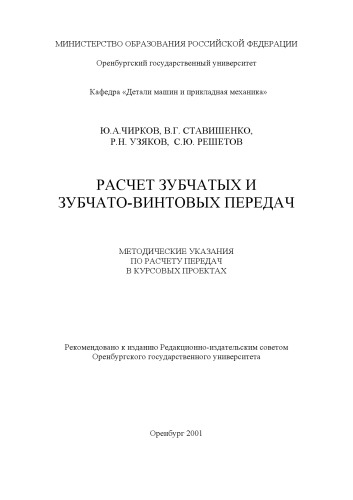 МИНИСТЕРСТВО ОБРАЗОВАНИЯ РОССИЙСКОЙ ФЕДЕРАЦИИ
Оренбургский государственный университет
Кафедра «Детали машин и прикладная механика»
Ю.А.ЧИРКОВ, В.Г. СТАВИШЕНКО,
Р.Н. УЗЯКОВ, С.Ю. РЕШЕТОВ
РАСЧЕТ ЗУБЧАТЫХ И
ЗУБЧАТО-ВИНТОВЫХ ПЕРЕДАЧ
МЕТОДИЧЕСКИЕ УКАЗАНИЯ
ПО РАСЧЕТУ ПЕРЕДАЧ
В КУРСОВЫХ ПРОЕКТАХ
Рекомендовано к изданию Редакционно-издательским советом
Оренбургского государственного университета
Оренбург 2001